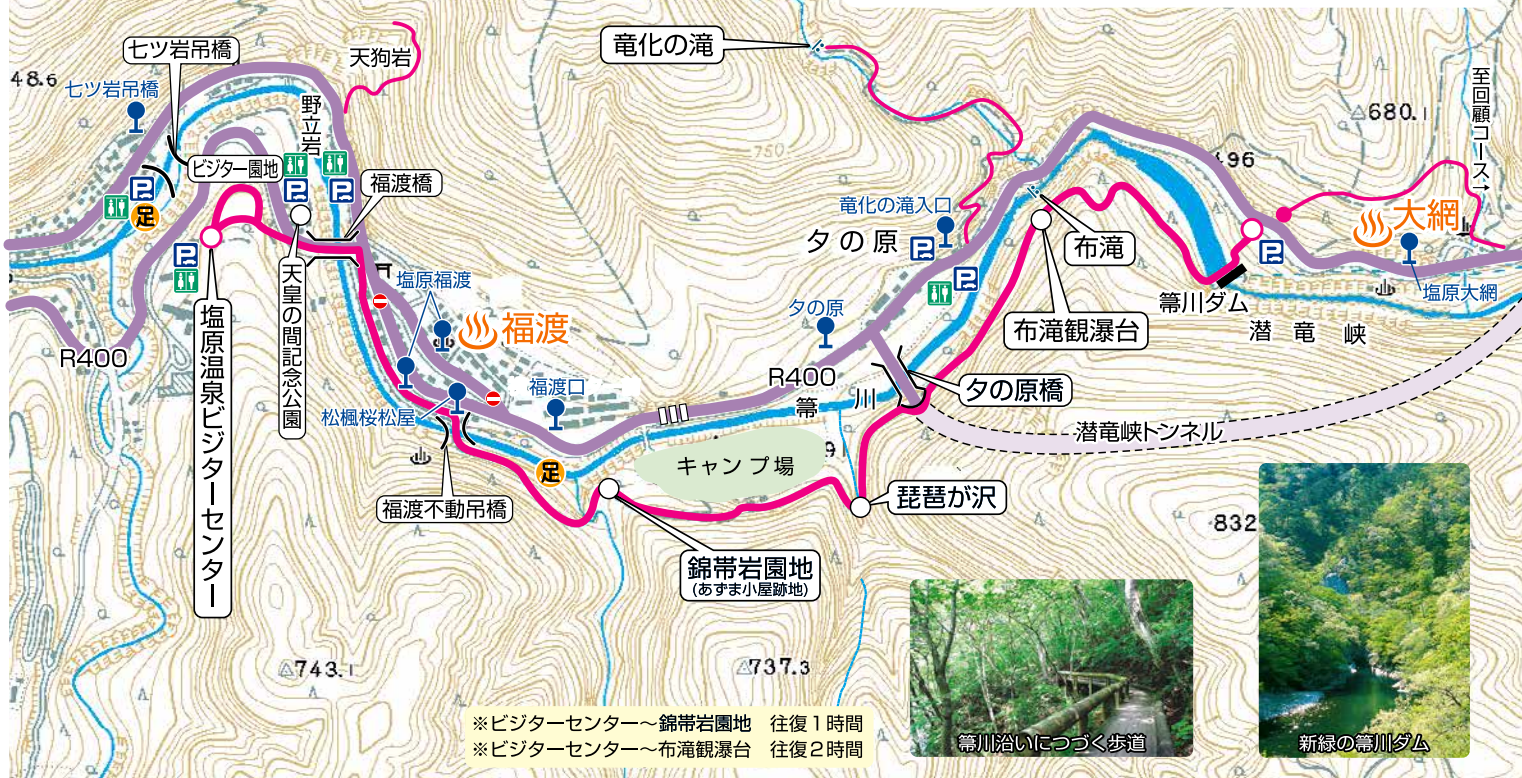 七ツ岩吊橋
天狗岩
竜化の滝
48.6
七ツ岩吊橋
野立岩
至回顧コース→
680.1
750
496
ビジター園地
福渡橋
足
竜化の滝入口
夕の原
布滝
大網
塩原福渡
天皇の間記念公園
塩原温泉ビジターセンター
福渡
夕の原
布滝観瀑台
箒川ダム
塩原大網
潜竜峡
R400
R400
福渡口
松楓桜松屋
箒川
夕の原橋
潜竜峡トンネル
足
キャンプ場
91
福渡不動吊橋
琵琶が沢
832
錦帯岩園地
(あずま小屋跡地)
743.1
737.3
※ビジターセンター～錦帯岩園地 往復1時間
※ビジターセンター～布滝観瀑台 往復2時間
箒川沿いにつづく歩道
新緑の箒川ダム